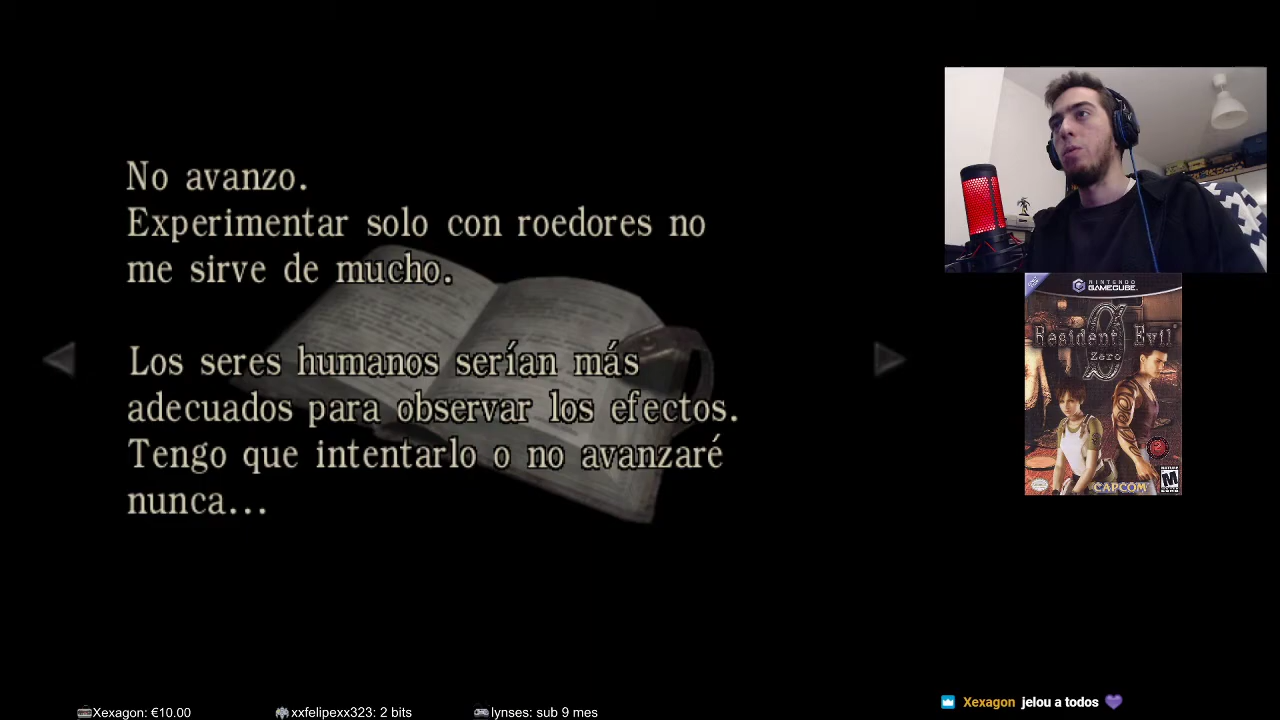 No avanzo.
Experimentar solo con roedores no
me sirve de mucho.
Los seres humanos serían más
adecuados para observar los efectos.
Tengo que intentarlo o no avanzaré
nunca...
NINTENDO
GAMECUBE
Resident Evil
Zero
CAPCOM
Xexagon: €10.00
xxfelipexx323: 2 bits
lynses: sub 9 mes
Xexagon jelou a todos